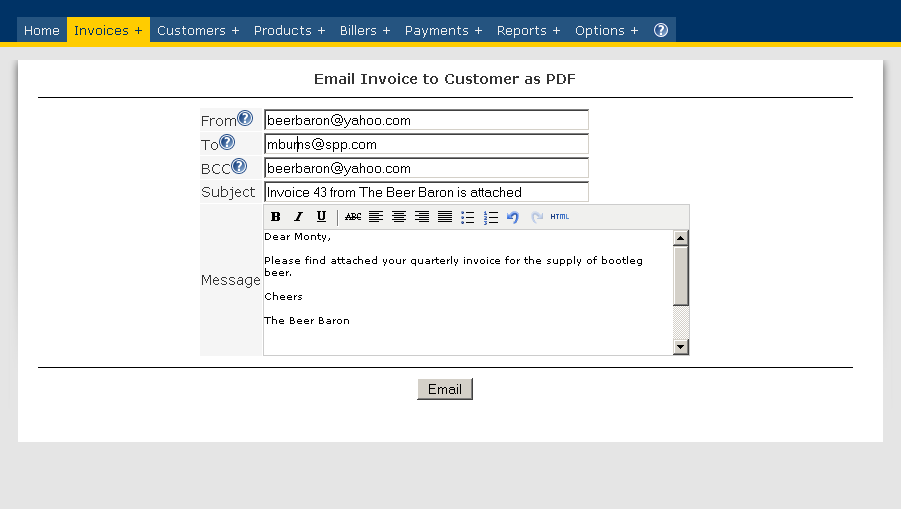 Home Invoices + Customers + Products + Billers + Payments + Reports + Options + ?
Email Invoice to Customer as PDF
From ? beerbaron@yahoo.com
To ? mburns@spp.com
BCC ? beerbaron@yahoo.com
Subject Invoice 43 from The Beer Baron is attached
B I U ABC HTML
Dear Monty,
Please find attached your quarterly invoice for the supply of bootleg
beer.
Message
Cheers
The Beer Baron
Email